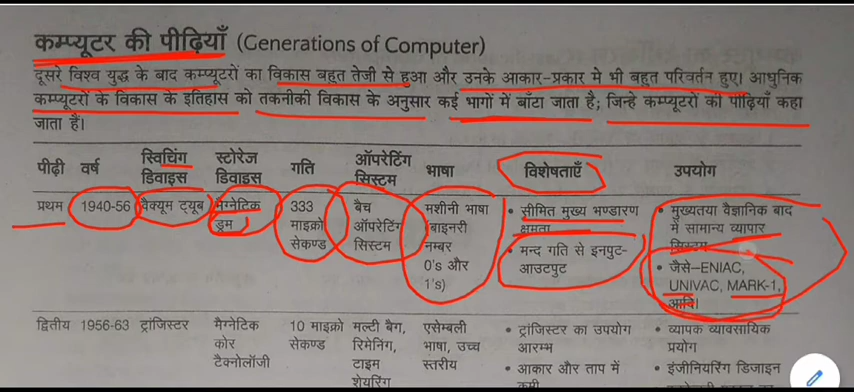 कम्प्यूटर की पीढ़ियाँ (Generations of Computer)
दूसरे विश्व युद्ध के बाद कम्प्यूटरों का विकास बहुत तेजी से हुआ और उनके आकार-प्रकार मे भी बहुत परिवर्तन हुए। आधुनिक
कम्प्यूटरों के विकास के इतिहास को तकनीकी विकास के अनुसार कई भागों में बाँटा जाता है; जिन्हे कम्प्यूटरों की पीढ़ियाँ कहा
जाता हैं।
पीढ़ी वर्ष स्विचिंग डिवाइस स्टोरेज डिवाइस गति ऑपरेटिंग सिस्टम भाषा विशेषताएँ उपयोग
प्रथम 1940-56 वैक्यूम ट्यूब मैग्नेटिक 333 बैच मशीनी भाषा • सीमित मुख्य भण्डारण • मुख्यतया वैज्ञानिक बाद
ड्रम माइक्रो ऑपरेटिंग (बाइनरी क्षमता में सामान्य व्यापार
सेकण्ड सिस्टम नम्बर • मन्द गति से इनपुट- सिस्टम
0's और आउटपुट • जैसे–ENIAC,
1's) UNIVAC, MARK-1,
आदि।
द्वितीय 1956-63 ट्रांजिस्टर मैग्नेटिक 10 माइक्रो मल्टी बैग, एसेम्बली • ट्रांजिस्टर का उपयोग • व्यापक व्यावसायिक
कोर सेकण्ड रिमेनिंग, भाषा, उच्च आरम्भ प्रयोग
टैक्नोलॉजी टाइम स्तरीय • आकार और ताप में • इंजीनियरिंग डिजाइन
शेयरिंग कमी